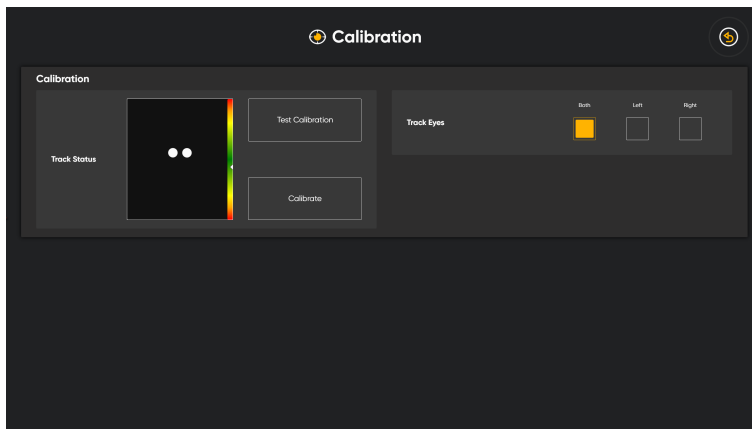 Calibration
Calibration
Track Status
Test Calibration
Calibrate
Track Eyes
Both Left Right